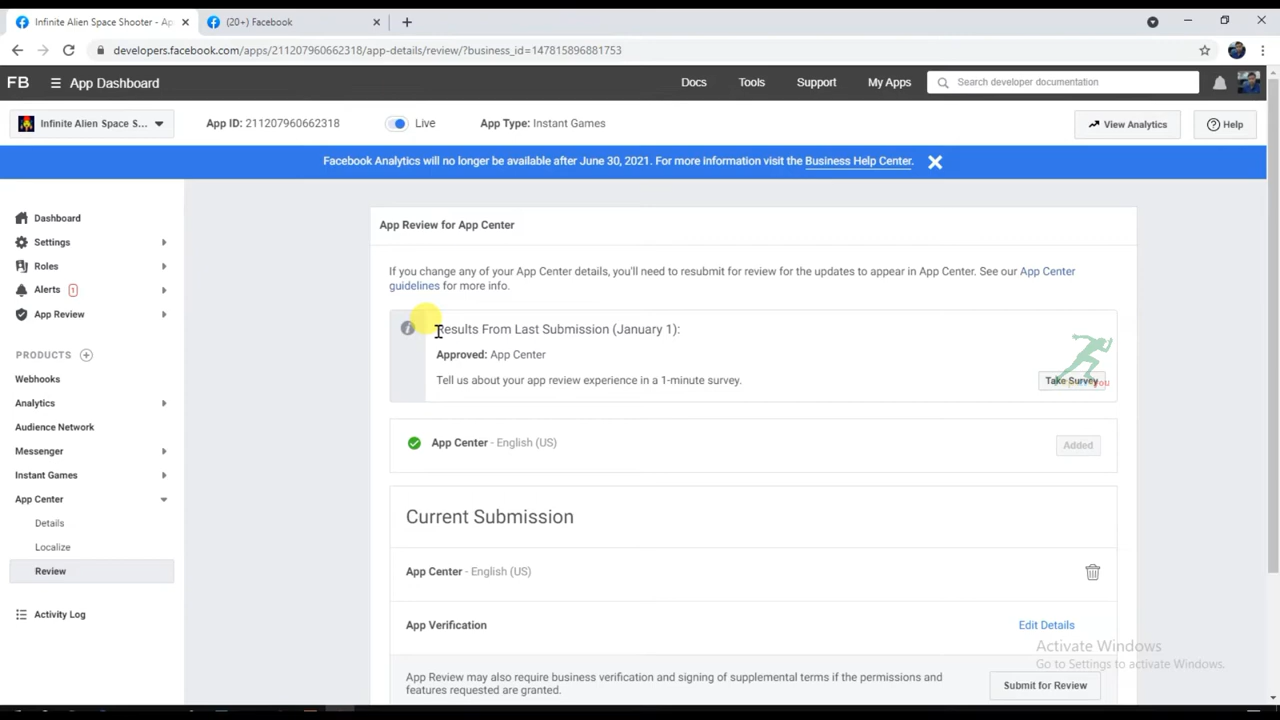 Infinite Alien Space Shooter - Ap
(20+) Facebook
developers.facebook.com/apps/211207960662318/app-details/review/?business_id=147815896881753
FB
App Dashboard
Docs
Tools
Support
My Apps
Search developer documentation
Infinite Alien Space S...
App ID: 211207960662318
Live
App Type: Instant Games
View Analytics
Help
Facebook Analytics will no longer be available after June 30, 2021. For more information visit the Business Help Center.
Dashboard
Settings
Roles
Alerts 1
App Review
PRODUCTS
Webhooks
Analytics
Audience Network
Messenger
Instant Games
App Center
Details
Localize
Review
Activity Log
App Review for App Center
If you change any of your App Center details, you'll need to resubmit for review for the updates to appear in App Center. See our App Center
guidelines for more info.
Results From Last Submission (January 1):
Approved: App Center
Tell us about your app review experience in a 1-minute survey.
Take Survey
App Center - English (US)
Added
Current Submission
App Center - English (US)
App Verification
Edit Details
App Review may also require business verification and signing of supplemental terms if the permissions and
features requested are granted.
Submit for Review
Activate Windows
Go to Settings to activate Windows.